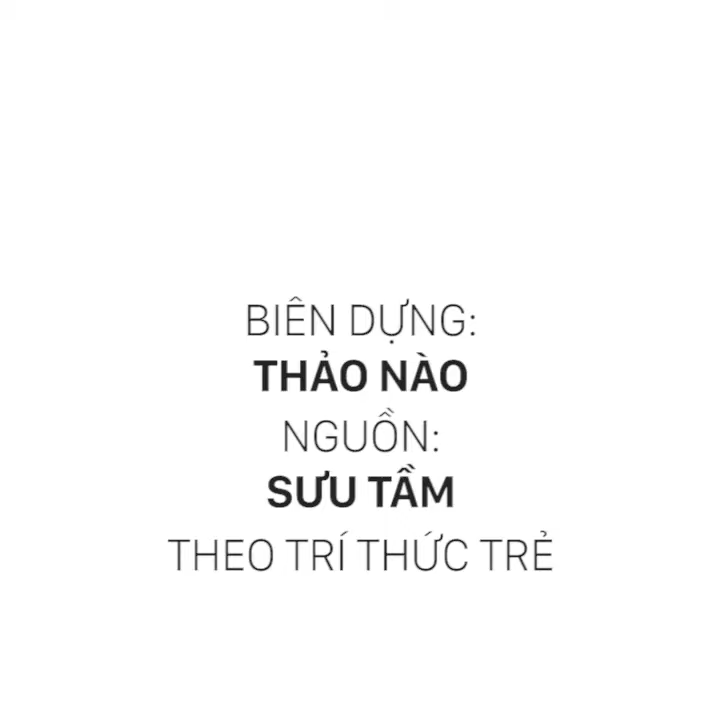 BIÊN DỰNG:
THẢO NÀO
NGUỒN:
SƯU TẦM
THEO TRÍ THỨC TRẺ